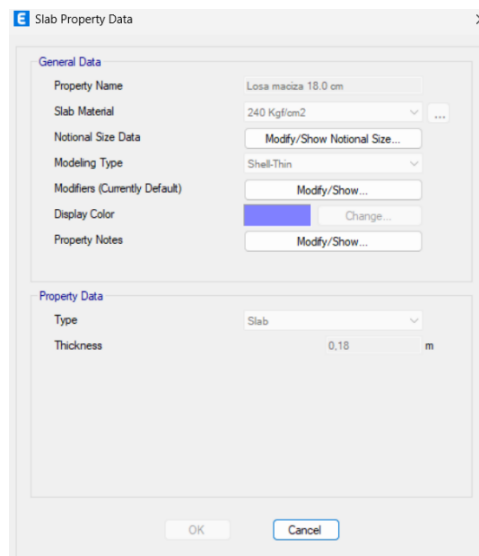 E Slab Property Data
General Data
Property Name Losa maciza 18.0 cm
Slab Material 240 Kgf/cm2 ...
Notional Size Data Modify/Show Notional Size...
Modeling Type Shell-Thin
Modifiers (Currently Default) Modify/Show...
Display Color Change...
Property Notes Modify/Show...
Property Data
Type Slab
Thickness 0,18 m
OK Cancel